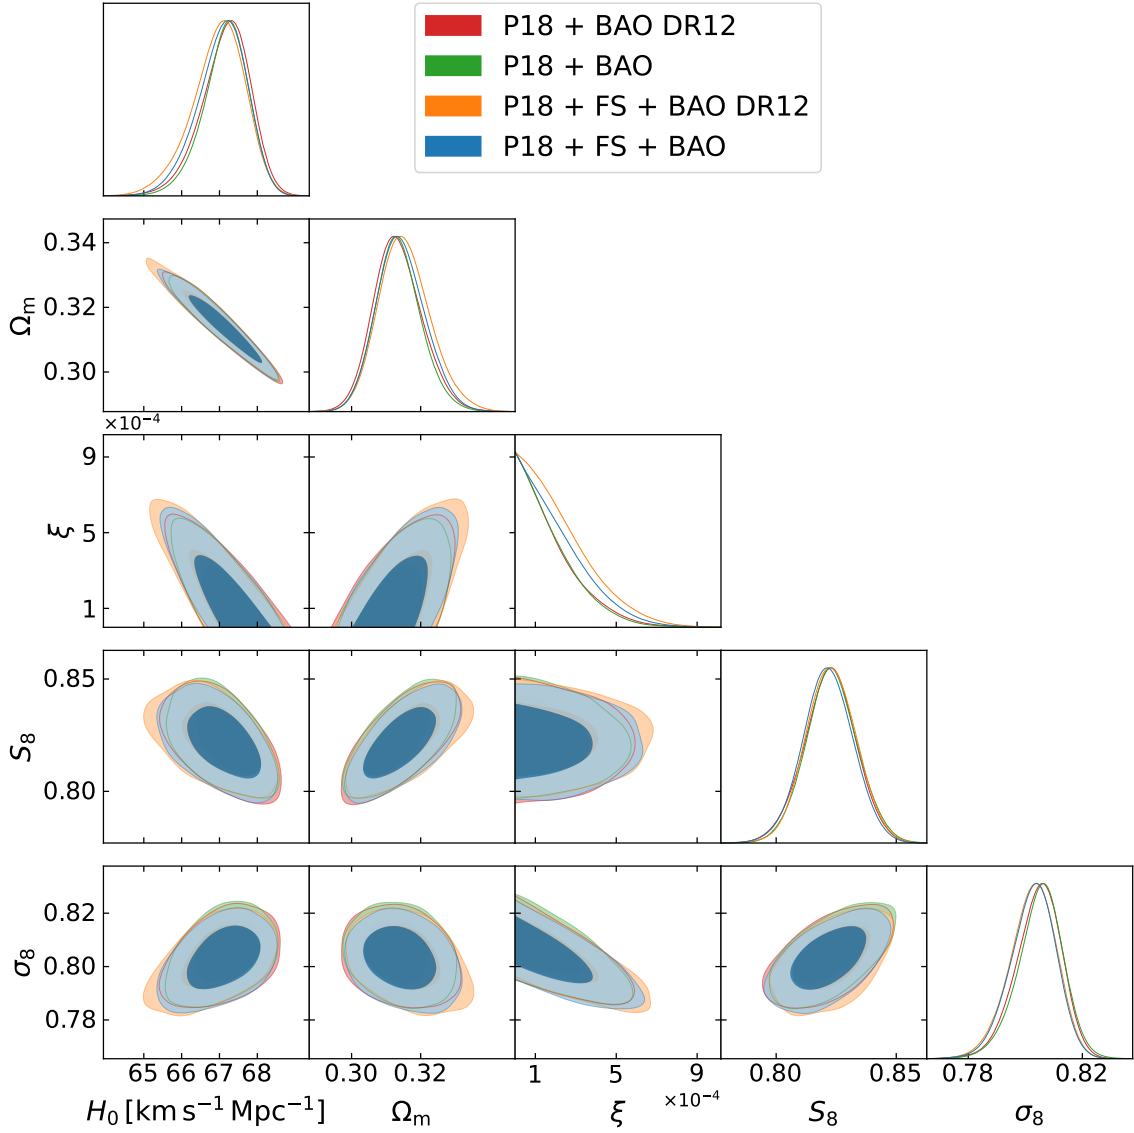 P18 + BAO DR12
P18 + BAO
P18 + FS + BAO DR12
P18 + FS + BAO
0.34
0.32
0.30
Ωm
×10⁻⁴
9
5
1
ξ
0.85
0.80
S₈
0.82
0.80
0.78
σ₈
65 66 67 68
0.30 0.32
1 5 9
0.80 0.85
0.78 0.82
H₀ [km s⁻¹ Mpc⁻¹]
Ωm
ξ
×10⁻⁴
S₈
σ₈